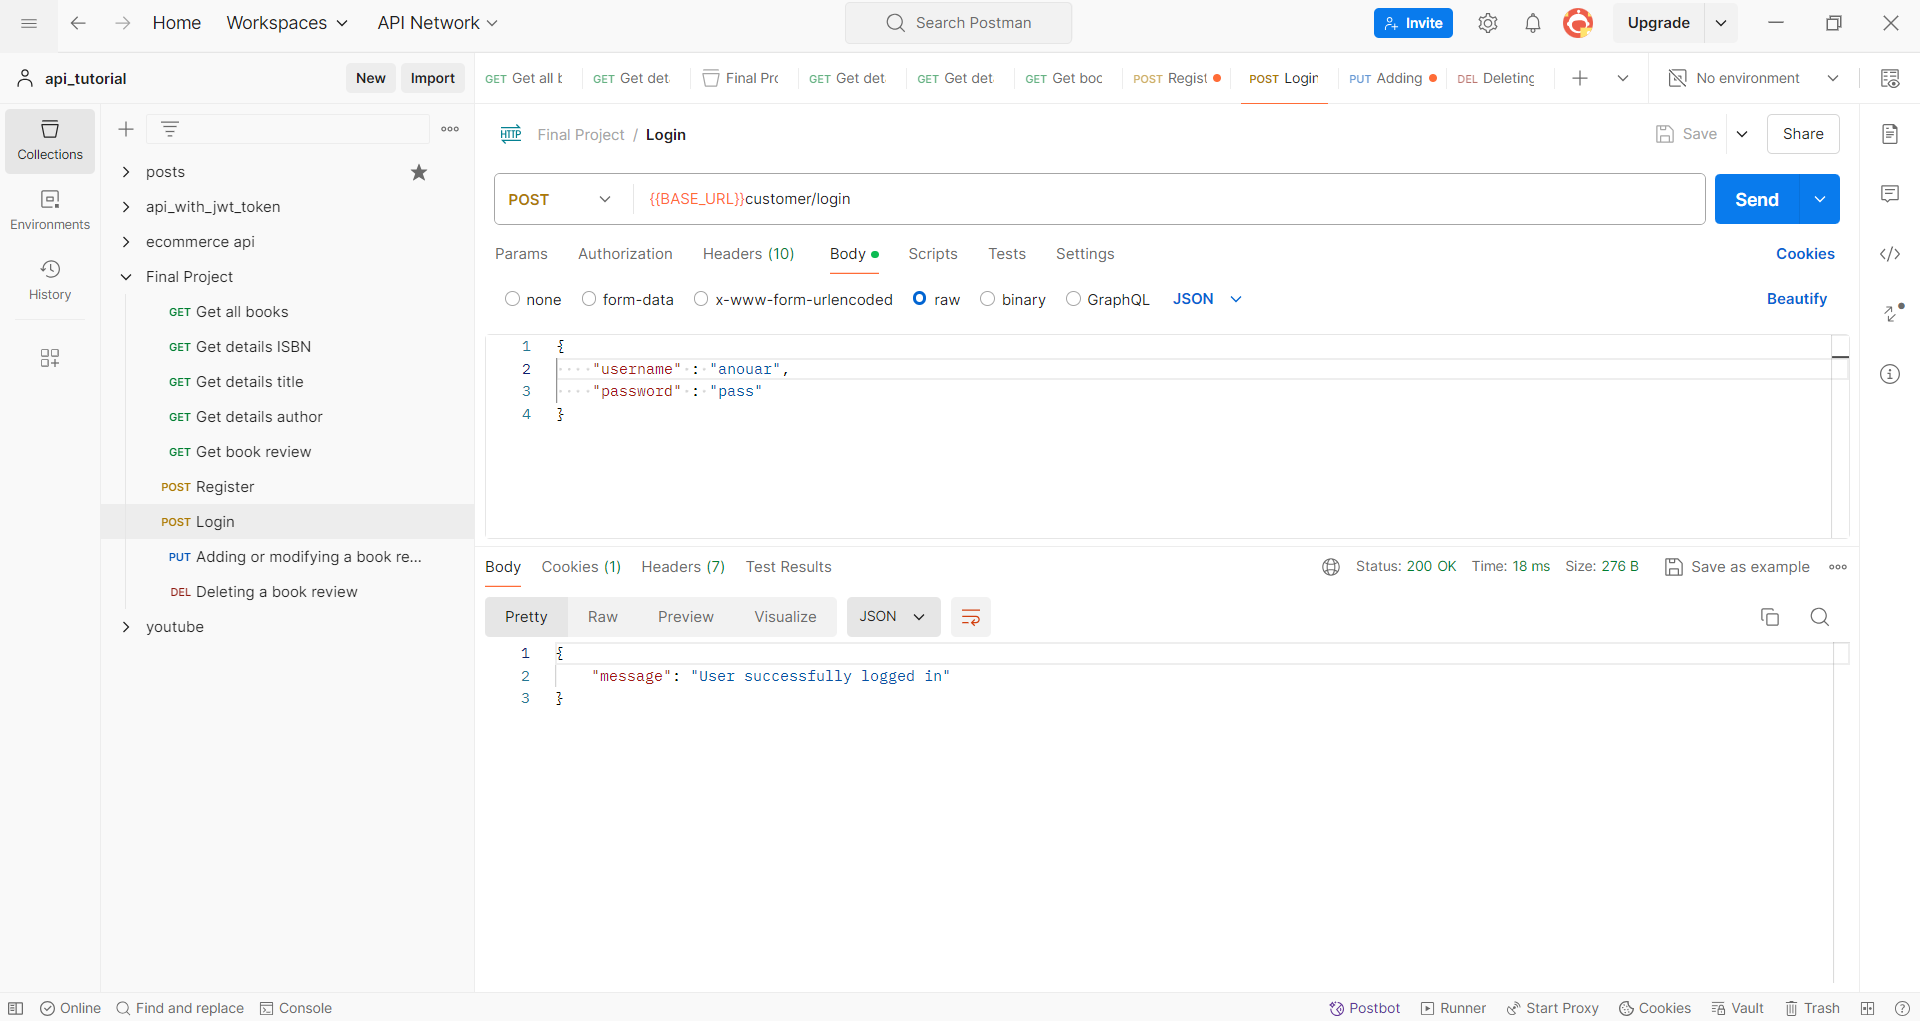 Home Workspaces API Network Search Postman Invite Upgrade
api_tutorial New Import
GET Get all b GET Get det Final Pro GET Get det GET Get det GET Get boo POST Regist POST Login PUT Adding DEL Deleting No environment
Collections
Environments
History
posts
api_with_jwt_token
ecommerce api
Final Project
GET Get all books
GET Get details ISBN
GET Get details title
GET Get details author
GET Get book review
POST Register
POST Login
PUT Adding or modifying a book re...
DEL Deleting a book review
youtube
HTTP Final Project / Login Save Share
POST {{BASE_URL}}customer/login Send
Params Authorization Headers (10) Body Scripts Tests Settings Cookies
none form-data x-www-form-urlencoded raw binary GraphQL JSON Beautify
1 {
2 "username" : "anouar",
3 "password" : "pass"
4 }
Body Cookies (1) Headers (7) Test Results Status: 200 OK Time: 18 ms Size: 276 B Save as example
Pretty Raw Preview Visualize JSON
1 {
2 "message": "User successfully logged in"
3 }
Online Find and replace Console Postbot Runner Start Proxy Cookies Vault Trash